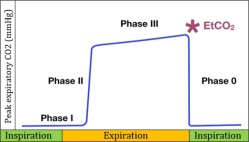 Peak expiratory CO2 (mmHg)
Phase III
EtCO₂
Phase II
Phase 0
Phase I
Inspiration
Expiration
Inspiration